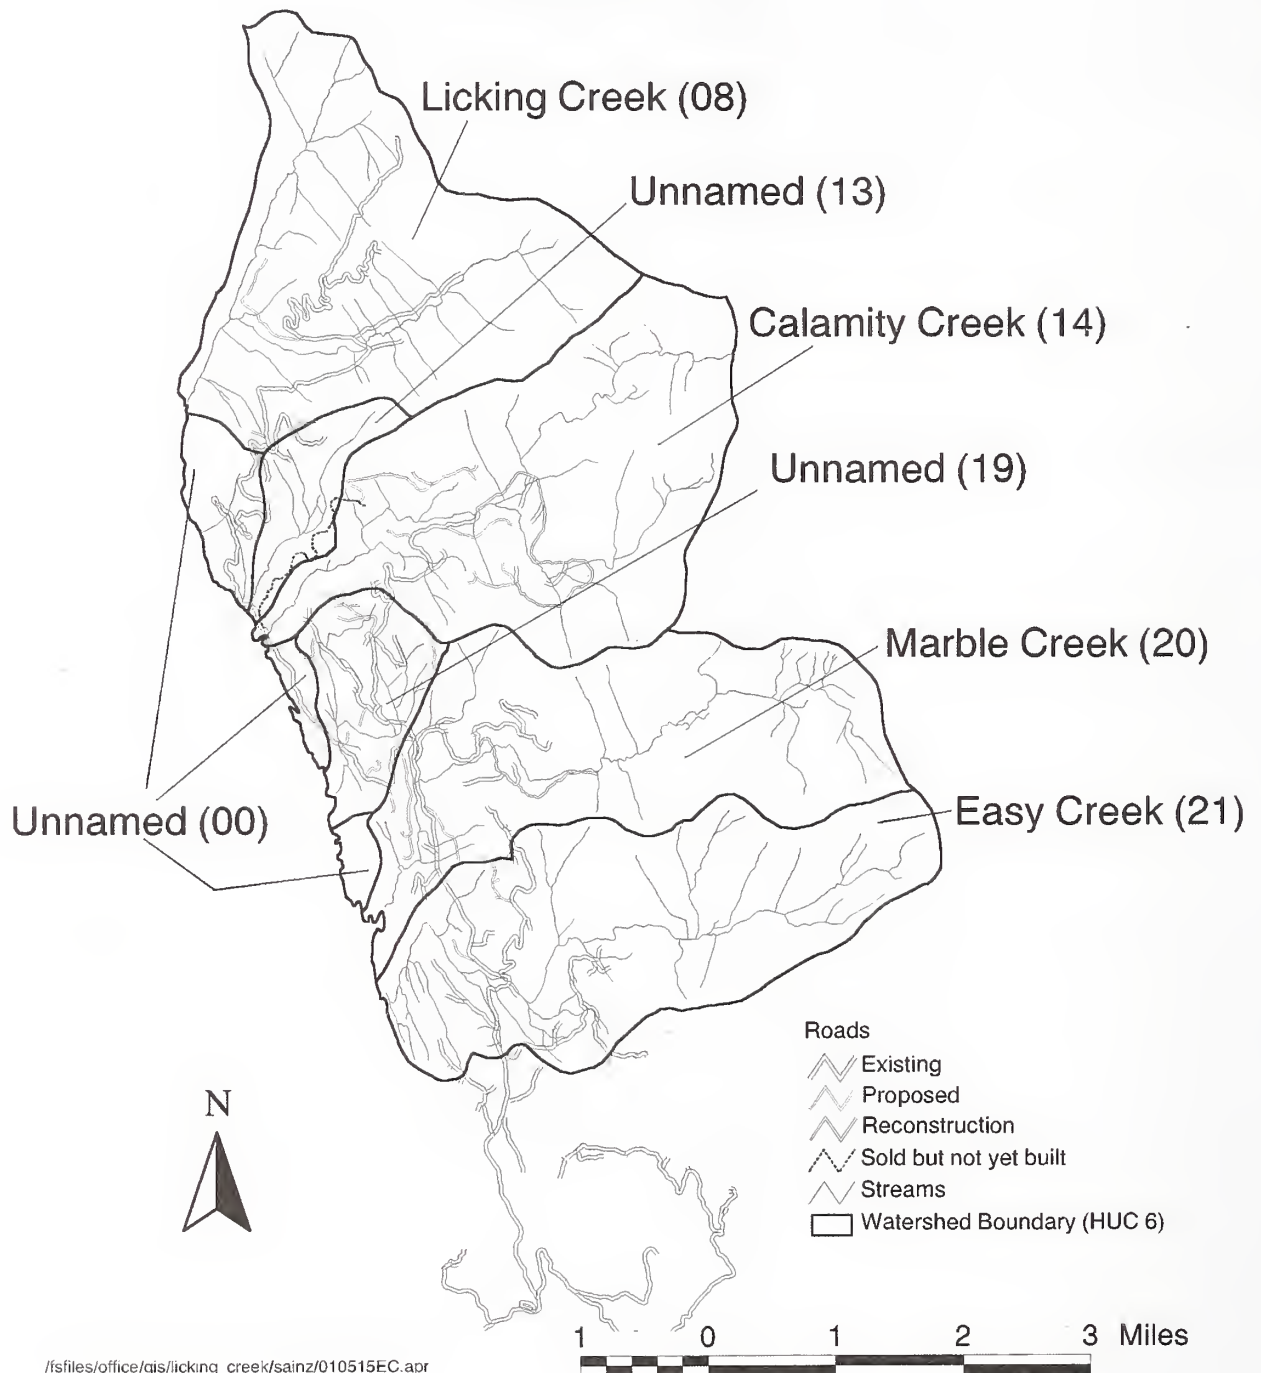 Licking Creek (08)
Unnamed (13)
Calamity Creek (14)
Unnamed (19)
Marble Creek (20)
Unnamed (00)
Easy Creek (21)
Roads
Existing
Proposed
Reconstruction
Sold but not yet built
Streams
Watershed Boundary (HUC 6)
N
1 0 1 2 3 Miles
/fsfiles/office/gis/licking_creek/sainz/010515EC.apr